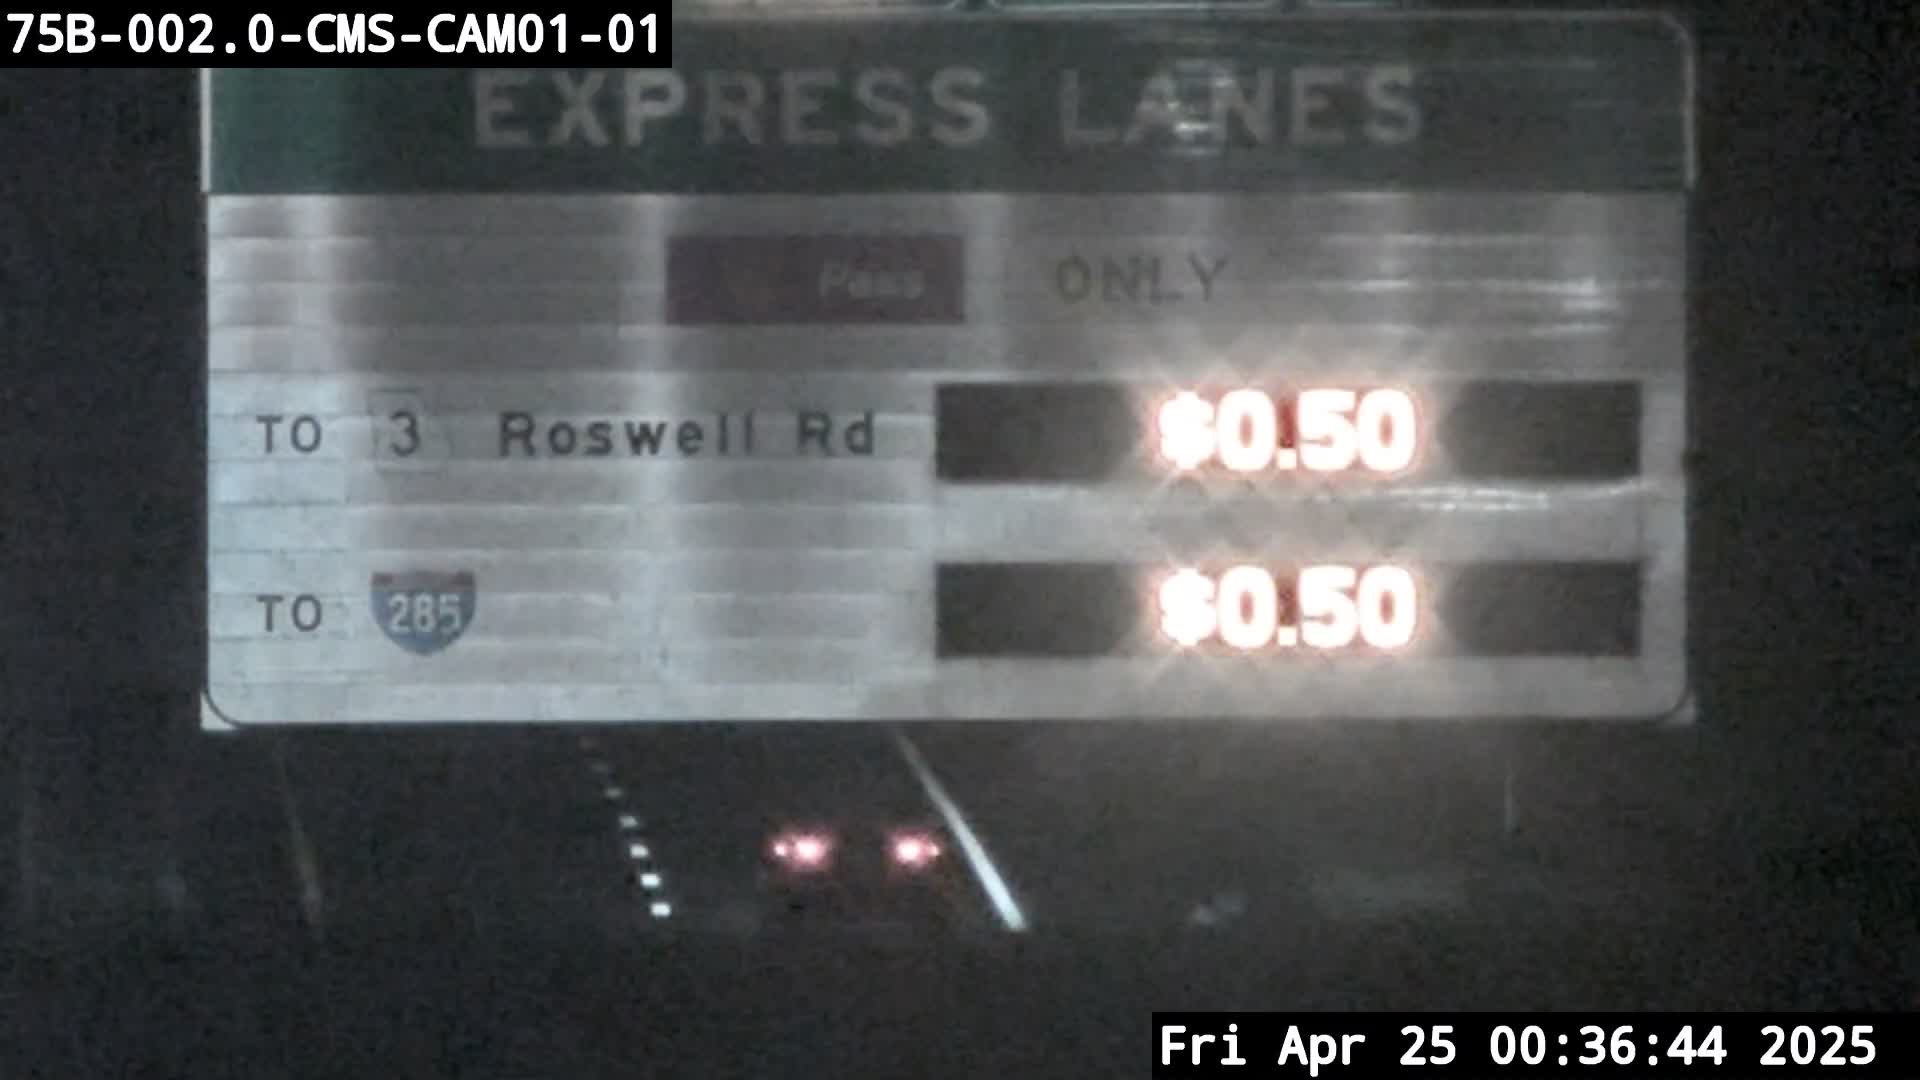 75B-002.0-CMS-CAM01-01
EXPRESS LANES
Pass ONLY
TO 3 Roswell Rd $0.50
TO 285 $0.50
Fri Apr 25 00:36:44 2025